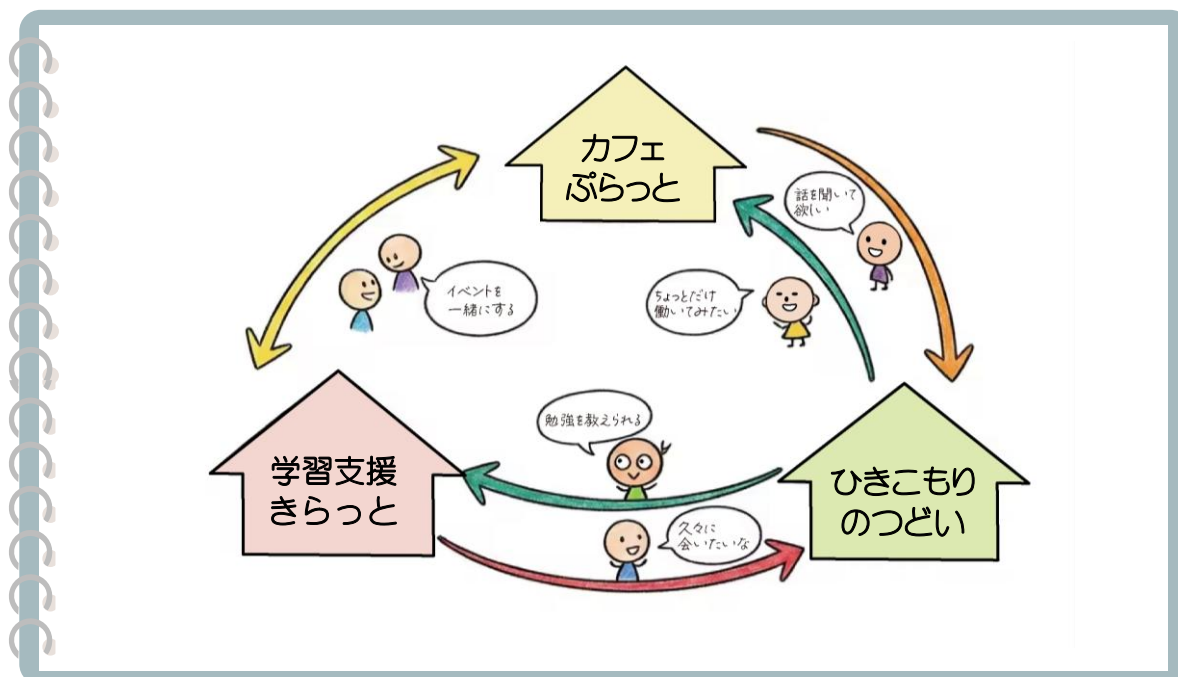 カフェ
ぷらっと
話を聞いて
欲しい
イベントを
一緒にする
ちょっとだけ
働いてみたい
勉強を教えられる
学習支援
きらっと
ひきこもり
のつどい
久々に
会いたいな